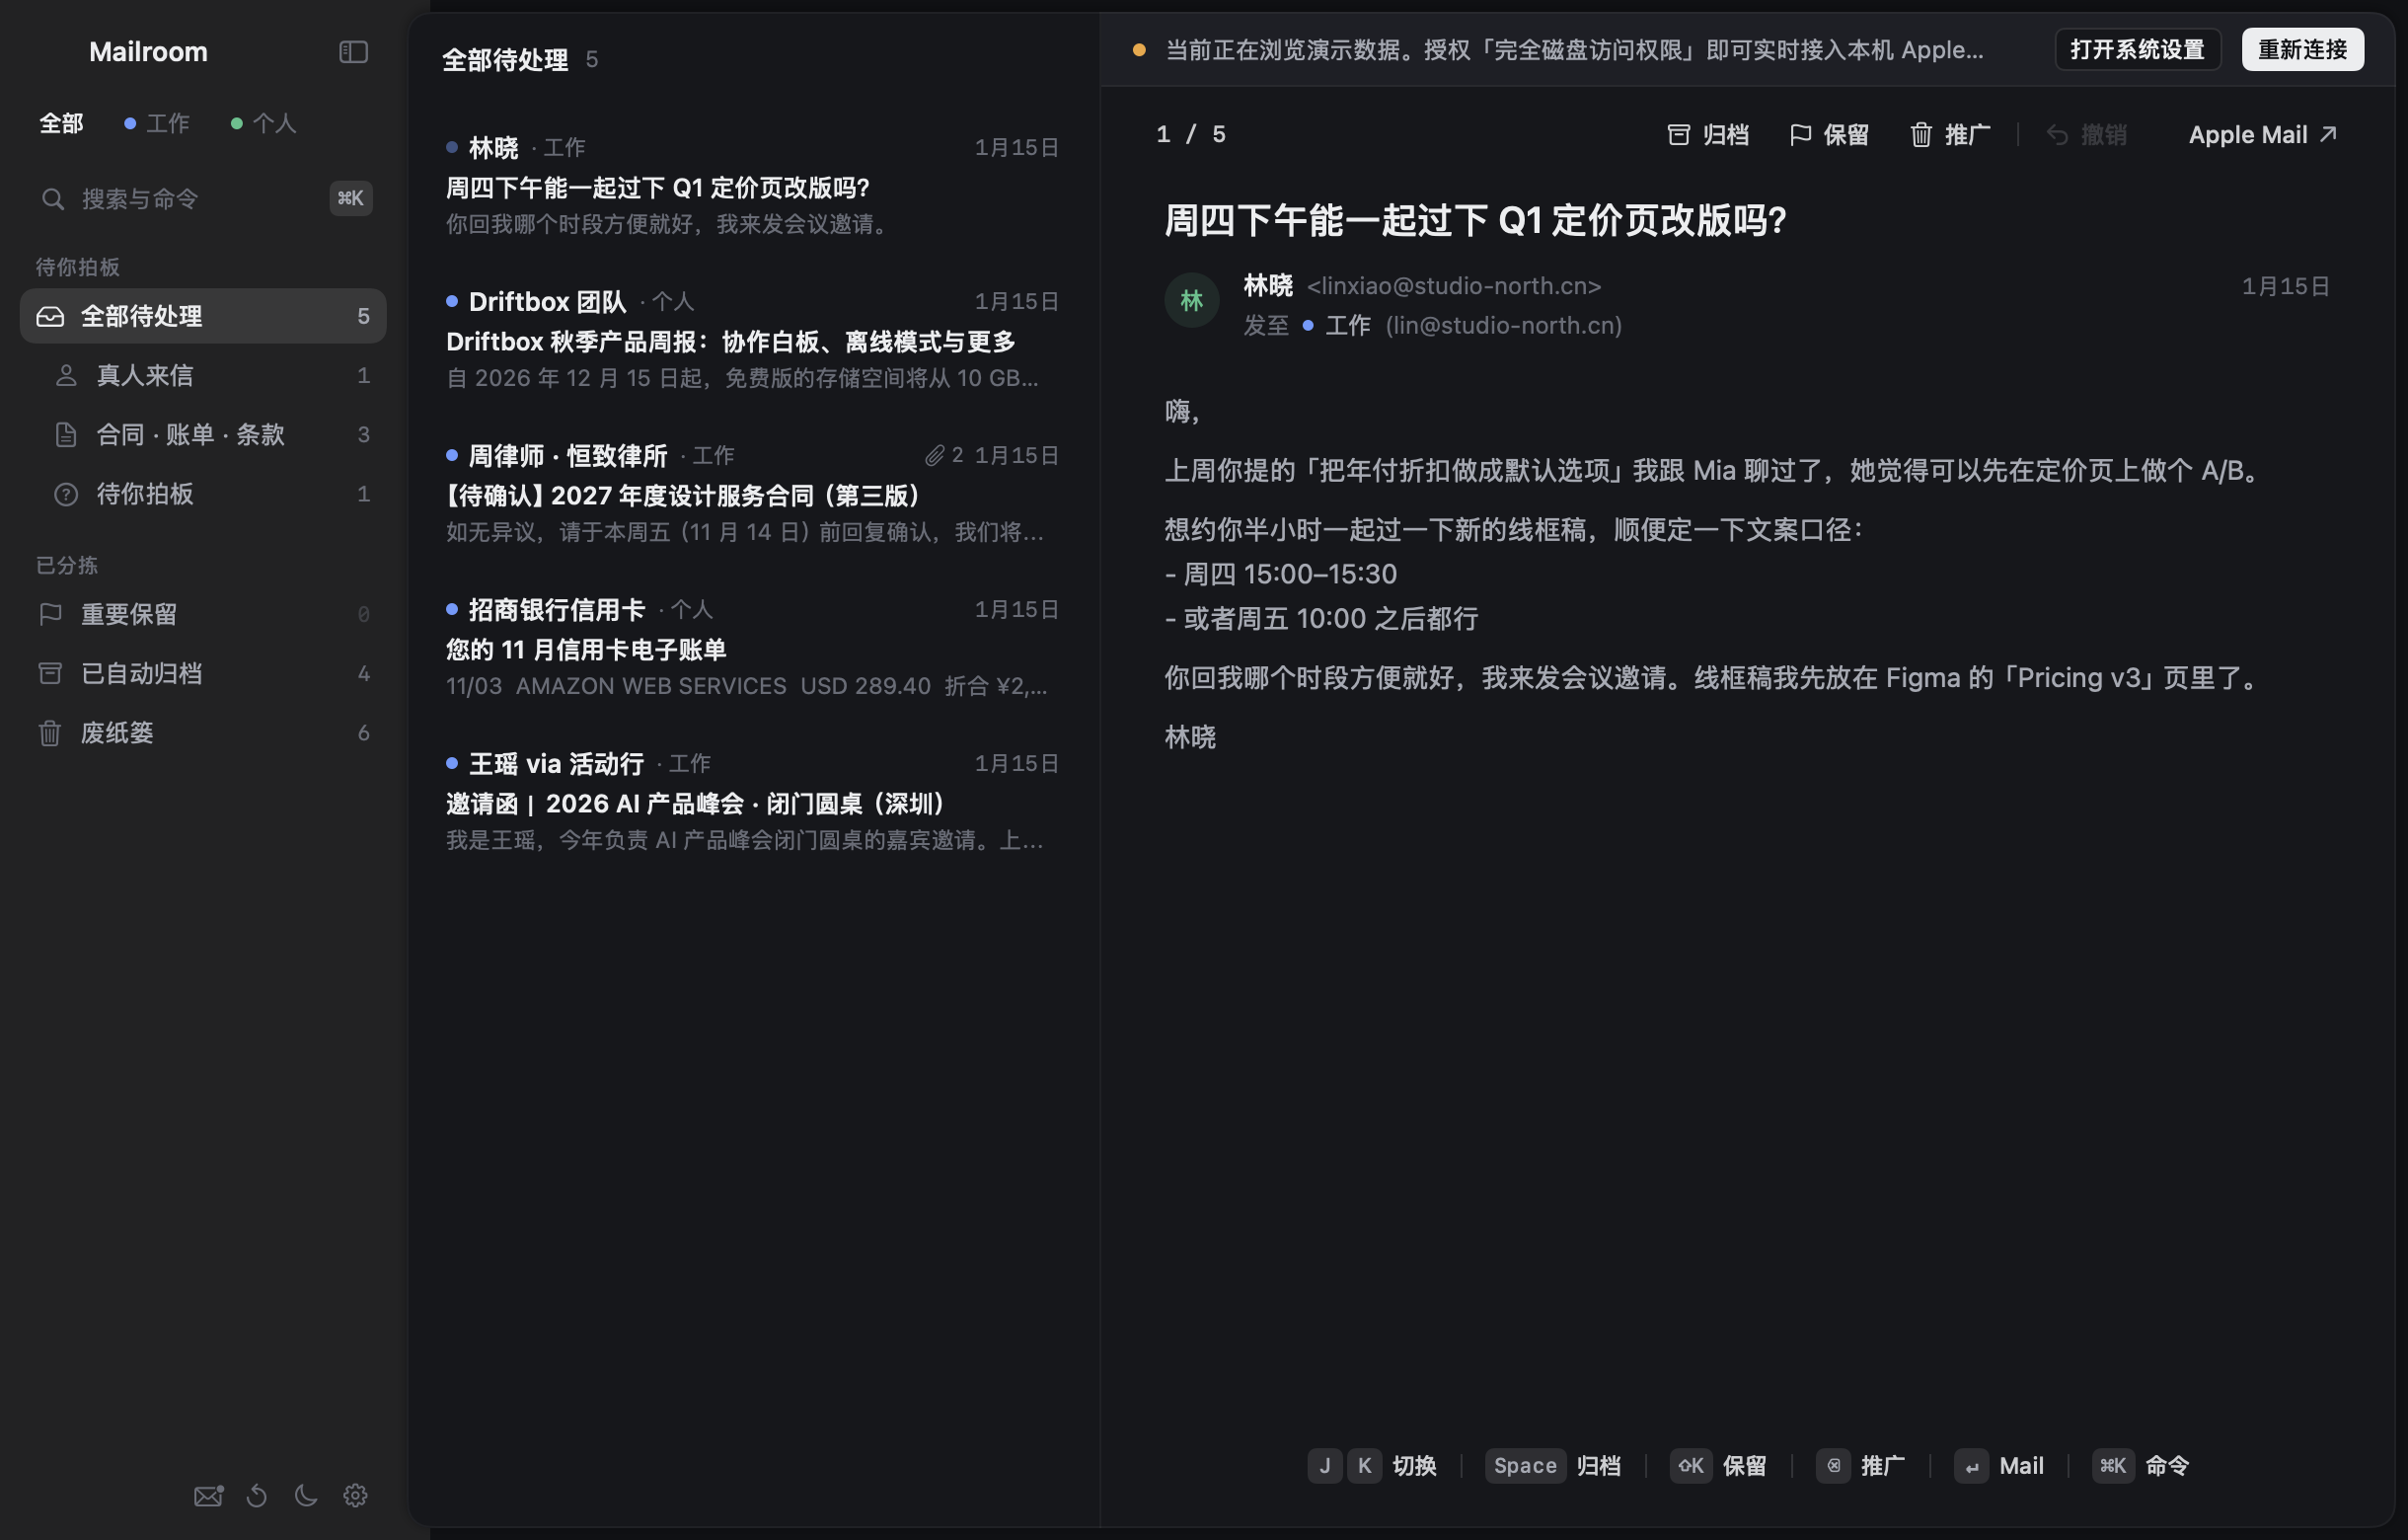 Mailroom
全部 工作 个人
搜索与命令 ⌘K
待你拍板
全部待处理 5
真人来信 1
合同 · 账单 · 条款 3
待你拍板 1
已分拣
重要保留 0
已自动归档 4
废纸篓 6
全部待处理 5
林晓 · 工作 1月15日
周四下午能一起过下 Q1 定价页改版吗?
你回我哪个时段方便就好，我来发会议邀请。
Driftbox 团队 · 个人 1月15日
Driftbox 秋季产品周报：协作白板、离线模式与更多
自 2026 年 12 月 15 日起，免费版的存储空间将从 10 GB...
周律师 · 恒致律所 · 工作 2 1月15日
【待确认】2027 年度设计服务合同（第三版）
如无异议，请于本周五（11 月 14 日）前回复确认，我们将...
招商银行信用卡 · 个人 1月15日
您的 11 月信用卡电子账单
11/03 AMAZON WEB SERVICES USD 289.40 折合 ¥2,...
王瑶 via 活动行 · 工作 1月15日
邀请函 | 2026 AI 产品峰会 · 闭门圆桌（深圳）
我是王瑶，今年负责 AI 产品峰会闭门圆桌的嘉宾邀请。上...
当前正在浏览演示数据。授权「完全磁盘访问权限」即可实时接入本机 Apple... 打开系统设置 重新连接
1 / 5 归档 保留 推广 撤销 Apple Mail ↗
周四下午能一起过下 Q1 定价页改版吗?
林 林晓 <linxiao@studio-north.cn> 1月15日
发至 工作 (lin@studio-north.cn)
嗨，
上周你提的「把年付折扣做成默认选项」我跟 Mia 聊过了，她觉得可以先在定价页上做个 A/B。
想约你半小时一起过一下新的线框稿，顺便定一下文案口径：
- 周四 15:00–15:30
- 或者周五 10:00 之后都行
你回我哪个时段方便就好，我来发会议邀请。线框稿我先放在 Figma 的「Pricing v3」页里了。
林晓
J K 切换 Space 归档 ⇧K 保留 ⌫ 推广 ↵ Mail ⌘K 命令